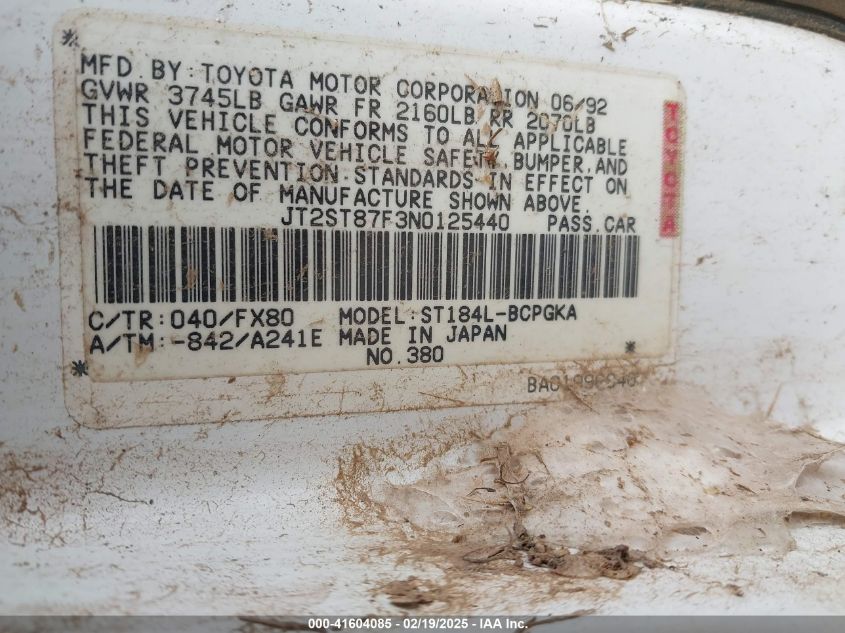 MFD BY:TOYOTA MOTOR CORPORATION 06/92
GVWR 3745LB GAWR FR 2160LB RR 2070LB
THIS VEHICLE CONFORMS TO ALL APPLICABLE
FEDERAL MOTOR VEHICLE SAFETY,BUMPER,AND
THEFT PREVENTION STANDARDS IN EFFECT ON
THE DATE OF MANUFACTURE SHOWN ABOVE.
JT2ST87F3N0125440 PASS.CAR
TOYOTA
C/TR:040/FX80 MODEL:ST184L-BCPGKA
A/TM:-842/A241E MADE IN JAPAN
NO.380
000-41604085 - 02/19/2025 - IAA Inc.